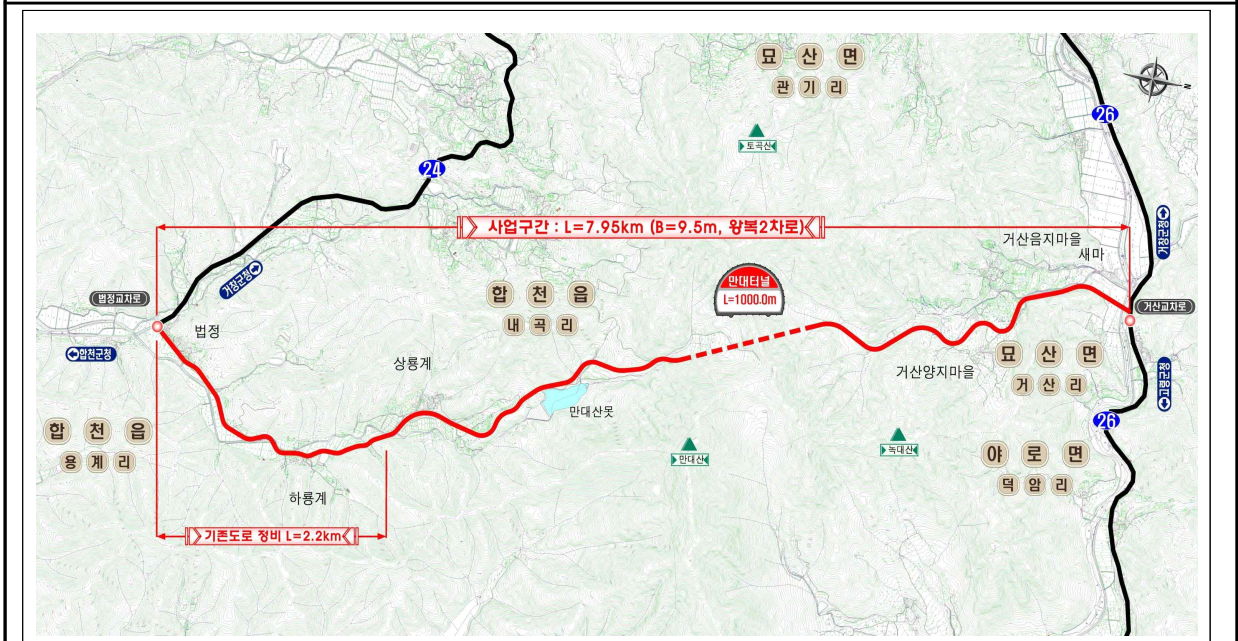 묘산면
관기리
N
26
토곡산
24
사업구간 : L=7.95km (B=9.5m, 왕복2차로)
거창군청
거산음지마을
새마
거창군청
만대터널
L=1000.0m
법정교차로
합천읍
내곡리
거산교차로
법정
합천군청
상룡계
묘산면
거산리
거산양지마을
고령군청
만대산못
합천읍
용계리
26
만대산
녹대산
야로면
덕암리
하룡계
기존도로 정비 L=2.2km